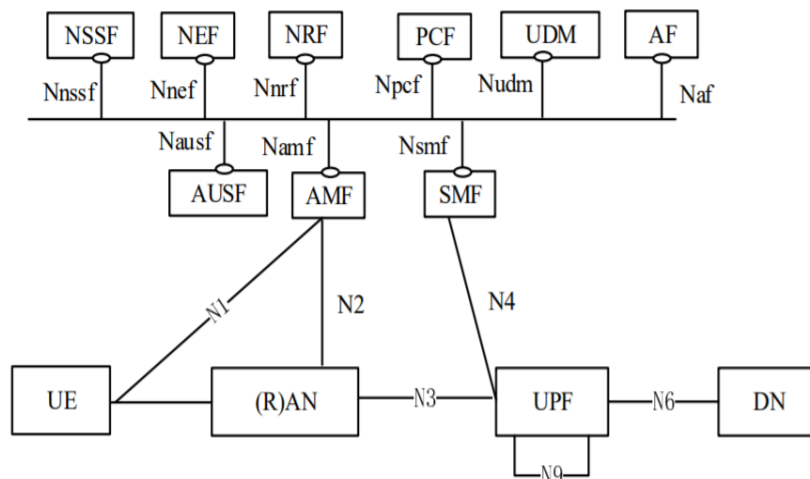 NSSF NEF NRF PCF UDM AF
Nnssf Nnef Nnrf Npcf Nudm Naf
Nausf Namf Nsmf
AUSF AMF SMF
N1 N2 N4
UE (R)AN N3 UPF N6 DN
N9